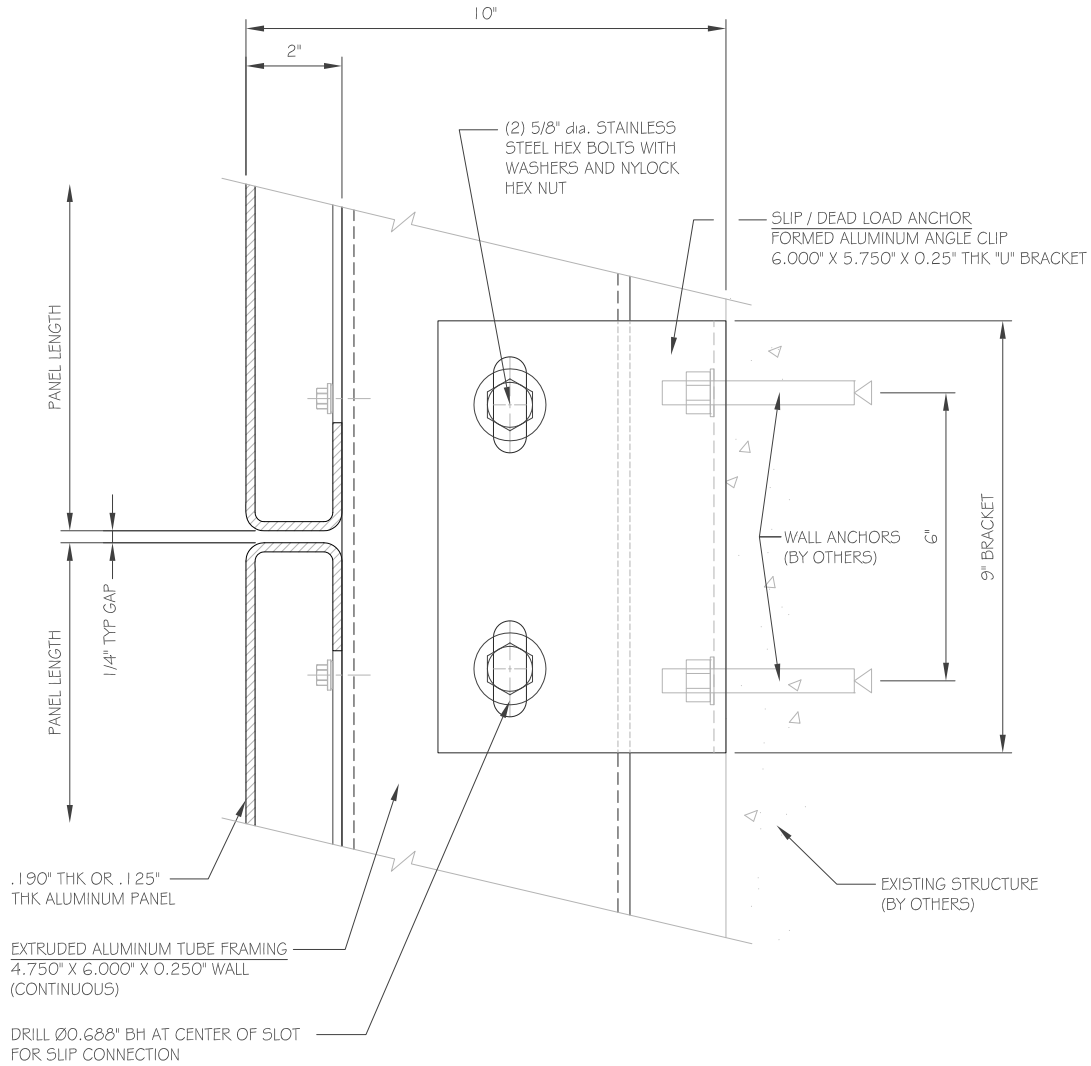 10"
2"
(2) 5/8" dia. STAINLESS
STEEL HEX BOLTS WITH
WASHERS AND NYLOCK
HEX NUT
SLIP / DEAD LOAD ANCHOR
FORMED ALUMINUM ANGLE CLIP
6.000" X 5.750" X 0.25" THK "U" BRACKET
PANEL LENGTH
1/4" TYP GAP
PANEL LENGTH
WALL ANCHORS
(BY OTHERS)
6"
9" BRACKET
.190" THK OR .125"
THK ALUMINUM PANEL
EXISTING STRUCTURE
(BY OTHERS)
EXTRUDED ALUMINUM TUBE FRAMING
4.750" X 6.000" X 0.250" WALL
(CONTINUOUS)
DRILL Ø0.688" BH AT CENTER OF SLOT
FOR SLIP CONNECTION